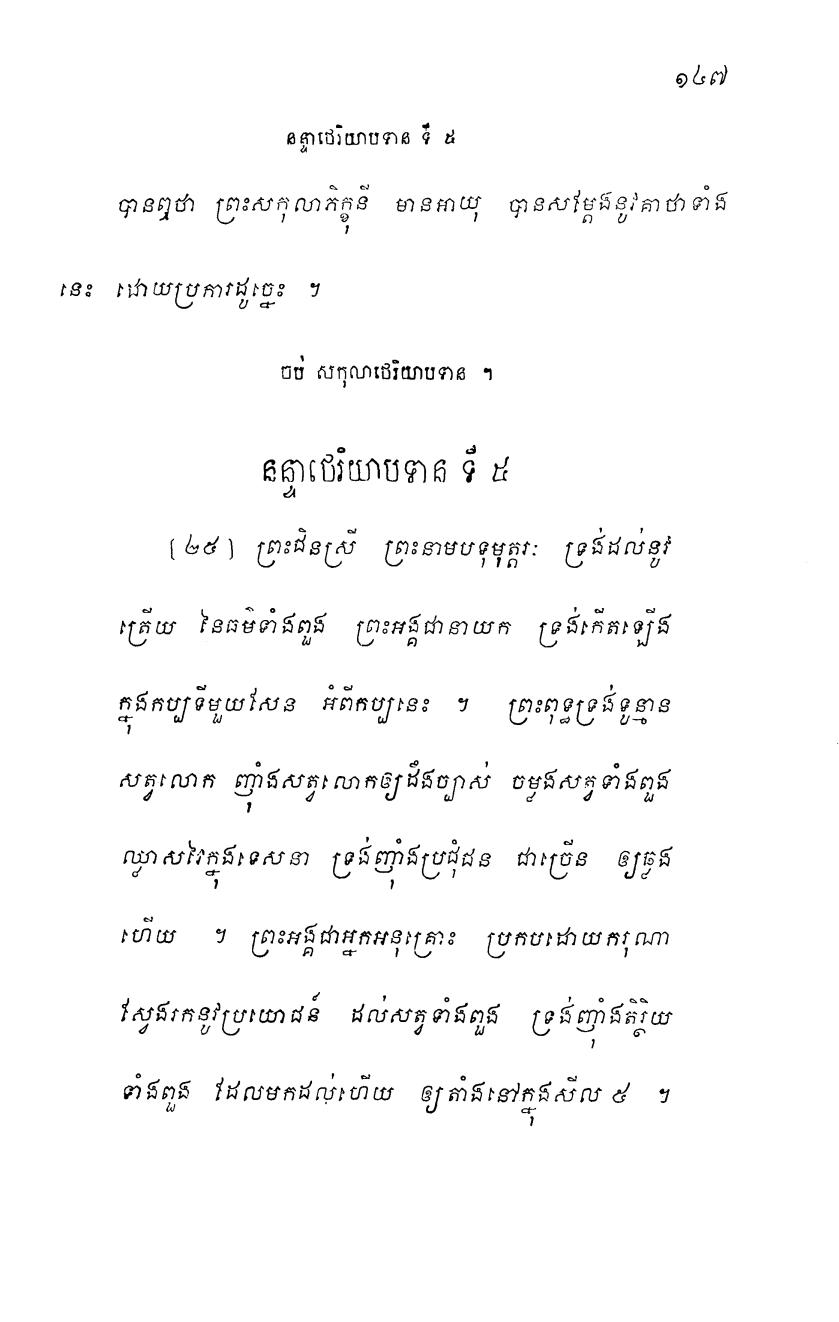 ១៤៧
នន្ទាថេរិយាបទាន ទី ៥
បានឮថា ព្រះសកុលាភិក្ខុនី មានអាយុ បានសម្តែងនូវគាថាទាំង
នេះ ដោយប្រការដូច្នេះ ។
ចប់ សកុលាថេរិយាបទាន ។
នន្ទាថេរិយាបទាន ទី ៥
[២៥] ព្រះជិនស្រី ព្រះនាមបទុមុត្តរៈ ទ្រង់ដល់នូវ
ត្រើយ នៃធម៌ទាំងពួង ព្រះអង្គជានាយក ទ្រង់កើតឡើង
ក្នុងកប្បទីមួយសែន អំពីកប្បនេះ ។ ព្រះពុទ្ធទ្រង់ទូន្មាន
សត្វលោក ញ៉ាំងសត្វលោកឲ្យដឹងច្បាស់ ចម្លងសត្វទាំងពួង
ឈ្លាសវៃក្នុងទេសនា ទ្រង់ញ៉ាំងប្រជុំជន ជាច្រើន ឲ្យឆ្លង
ហើយ ។ ព្រះអង្គជាអ្នកអនុគ្រោះ ប្រកបដោយករុណា
ស្វែងរកនូវប្រយោជន៍ ដល់សត្វទាំងពួង ទ្រង់ញ៉ាំងតិរ្ថិយ
ទាំងពួង ដែលមកដល់ហើយ ឲ្យតាំងនៅក្នុងសីល ៥ ។